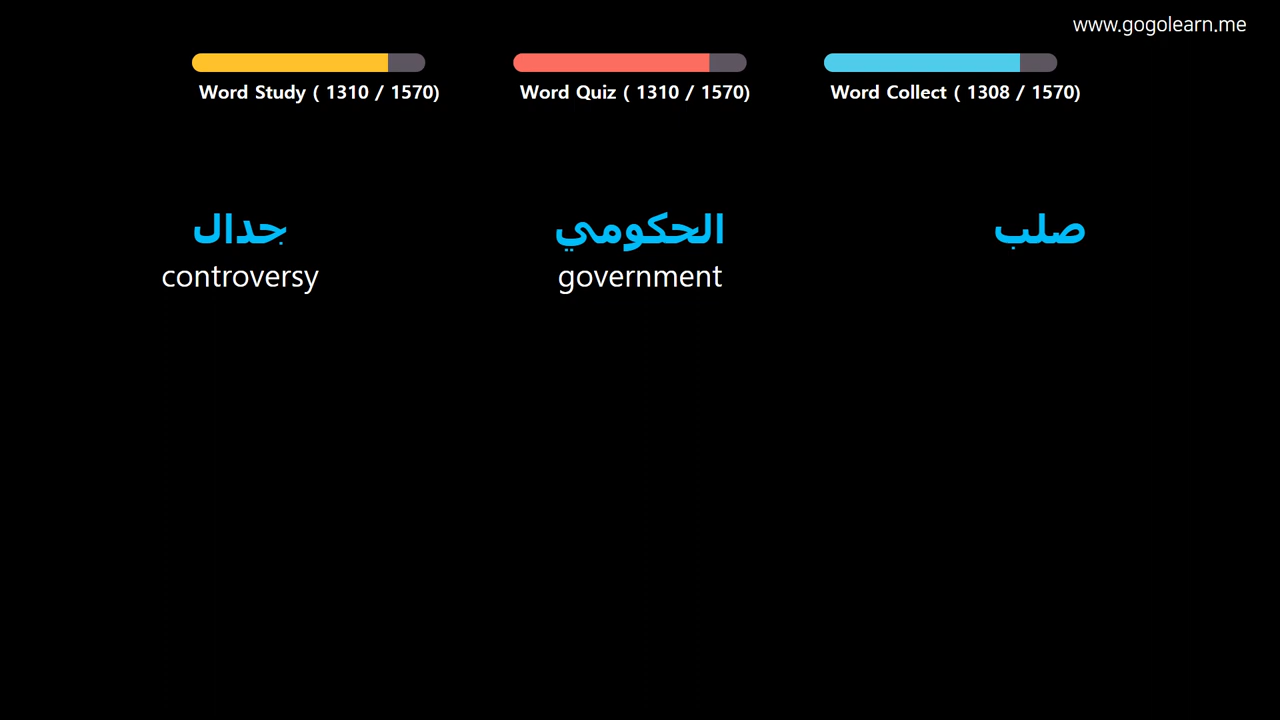 www.gogolearn.me
Word Study ( 1310 / 1570)
Word Quiz ( 1310 / 1570)
Word Collect ( 1308 / 1570)
جدال
controversy
الحكومي
government
صلب